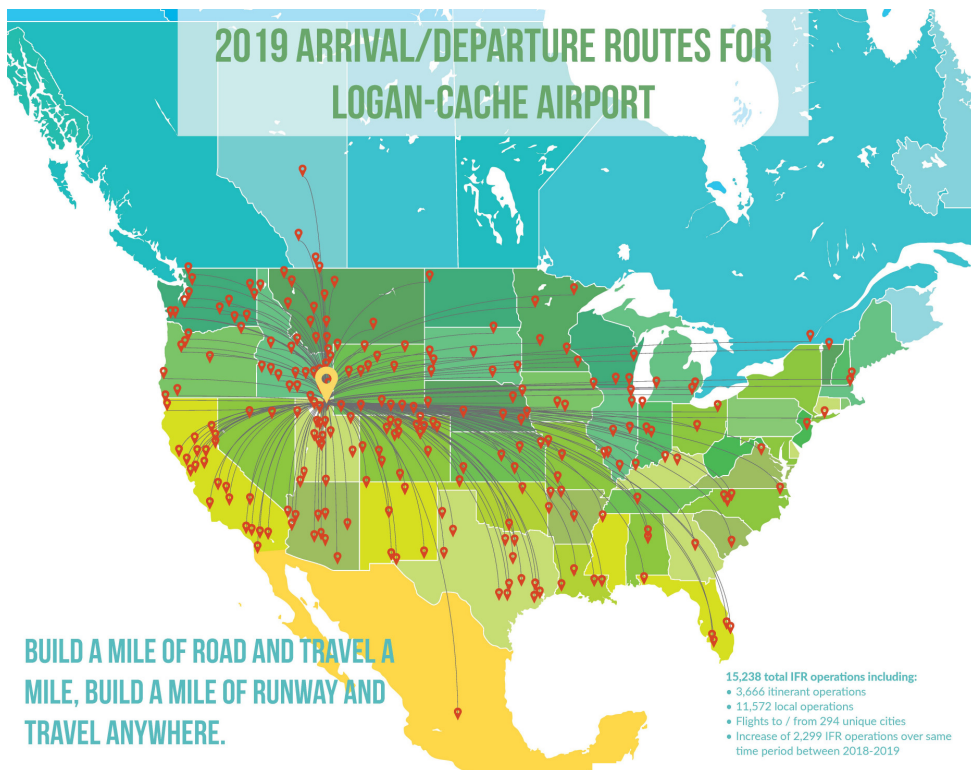 2019 ARRIVAL/DEPARTURE ROUTES FOR
LOGAN-CACHE AIRPORT
BUILD A MILE OF ROAD AND TRAVEL A
MILE, BUILD A MILE OF RUNWAY AND
TRAVEL ANYWHERE.
15,238 total IFR operations including:
• 3,666 itinerant operations
• 11,572 local operations
• Flights to / from 294 unique cities
• Increase of 2,299 IFR operations over same
time period between 2018-2019